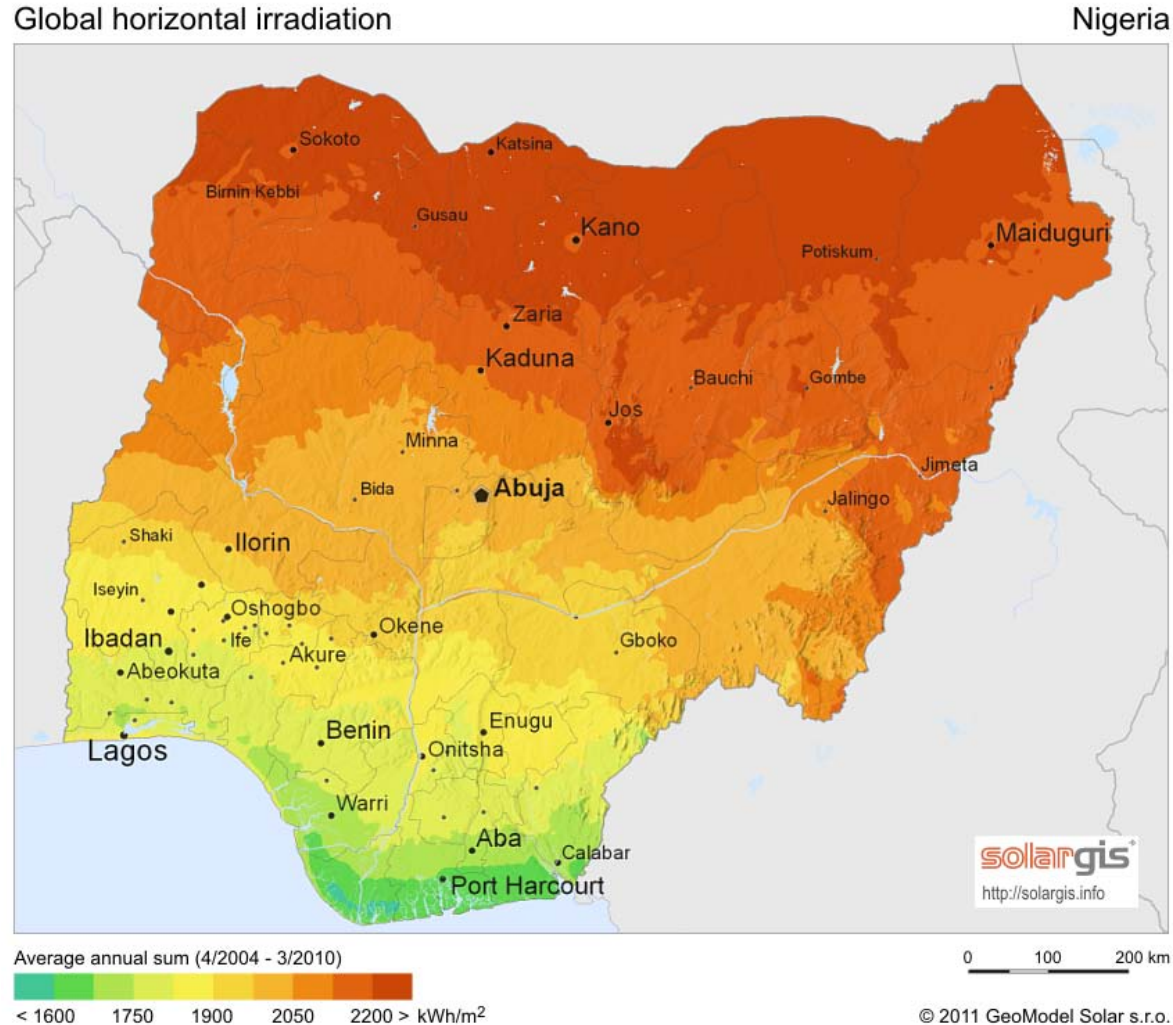 Global horizontal irradiation
Nigeria
Sokoto
Katsina
Birnin Kebbi
Gusau
Kano
Maiduguri
Potiskum
Zaria
Kaduna
Bauchi
Gombe
Jos
Minna
Jimeta
Bida
Abuja
Jalingo
Shaki
Ilorin
Iseyin
Oshogbo
Okene
Ibadan
Ife
Gboko
Akure
Abeokuta
Enugu
Benin
Lagos
Onitsha
Warri
Aba
Calabar
Port Harcourt
solargis
http://solargis.info
Average annual sum (4/2004 - 3/2010)
0 100 200 km
< 1600 1750 1900 2050 2200 > kWh/m²
© 2011 GeoModel Solar s.r.o.